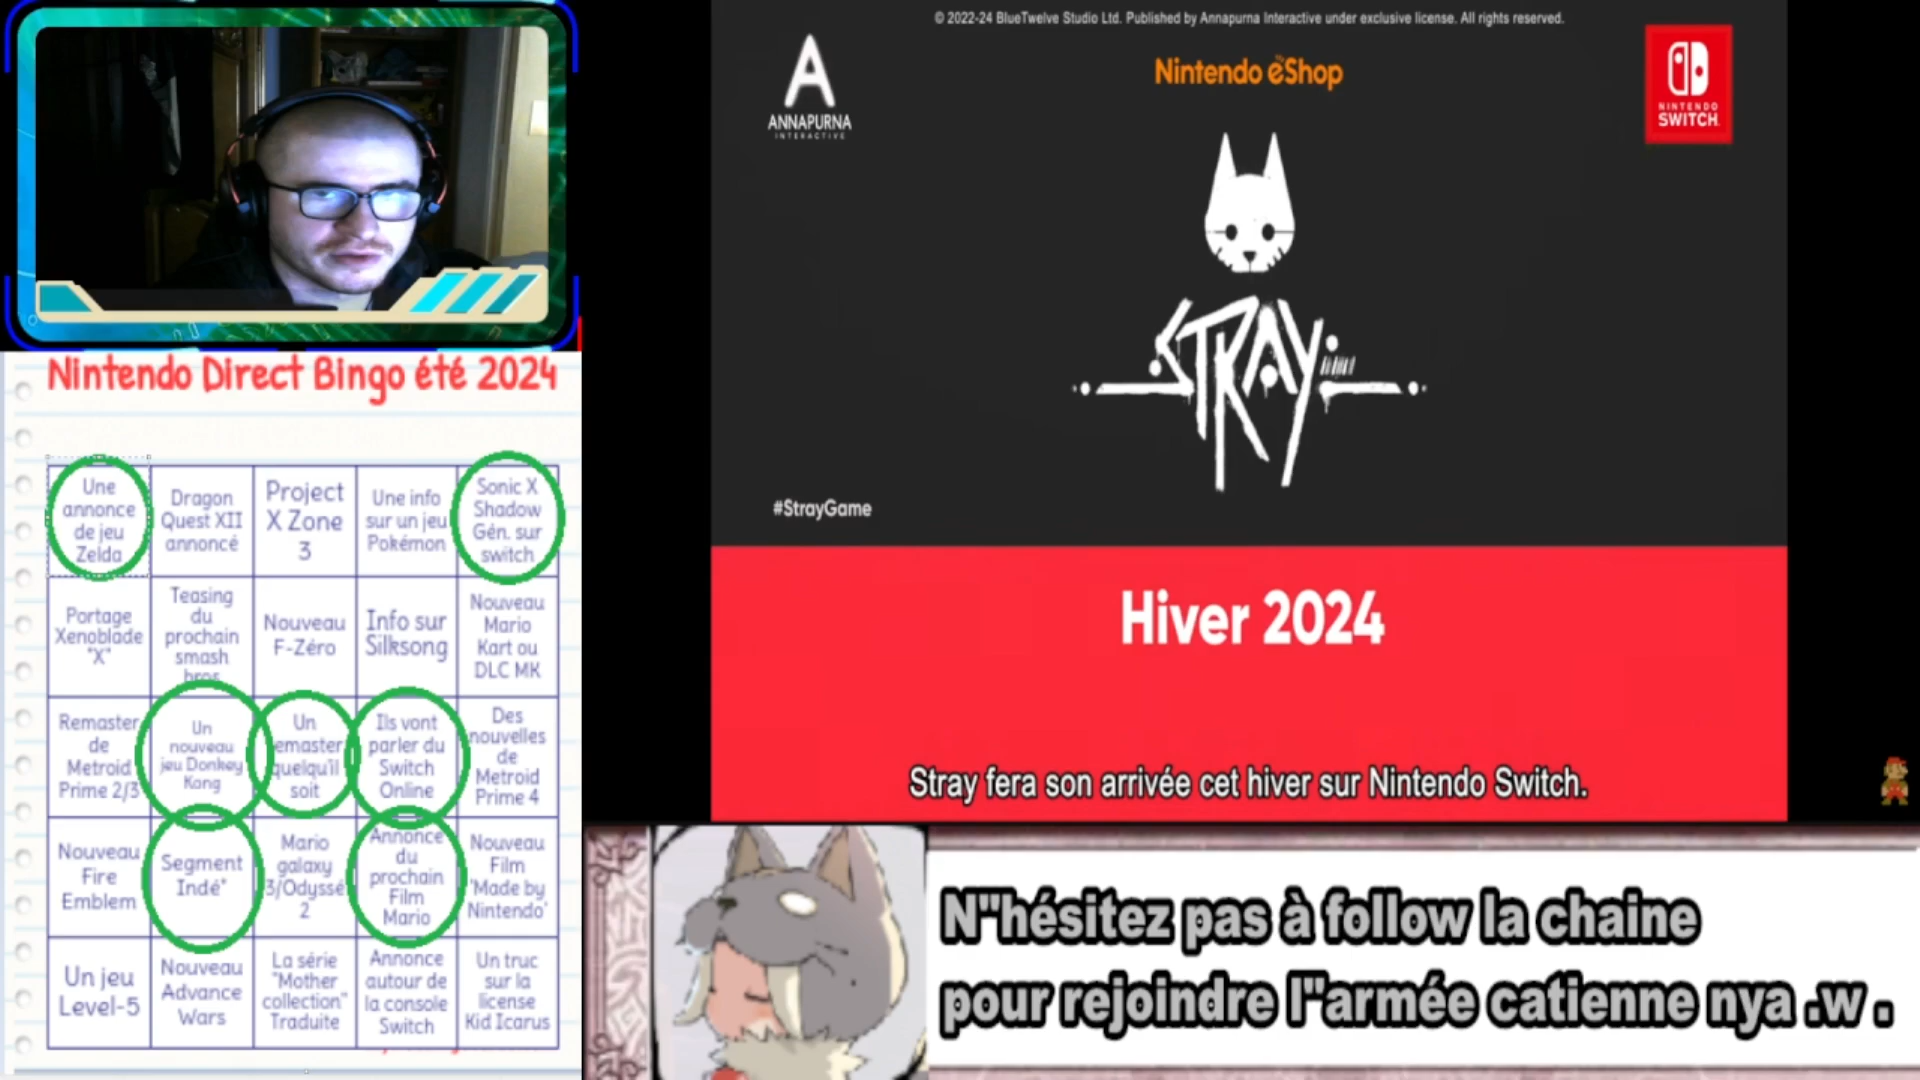 © 2022-24 BlueTwelve Studio Ltd. Published by Annapurna Interactive under exclusive license. All rights reserved.
ANNAPURNA
INTERACTIVE
Nintendo eShop
NINTENDO
SWITCH
STRAY
#StrayGame
Hiver 2024
Stray fera son arrivée cet hiver sur Nintendo Switch.
Nintendo Direct Bingo été 2024
Une
annonce
de jeu
Zelda
Dragon
Quest XII
annoncé
Project
X Zone
3
Une info
sur un jeu
Pokémon
Sonic X
Shadow
Gén. sur
switch
Portage
Xenoblade
"X"
Teasing
du
prochain
smash
bros
Nouveau
F-Zéro
Info sur
Silksong
Nouveau
Mario
Kart ou
DLC MK
Remaster
de
Metroid
Prime 2/3
Un
nouveau
jeu Donkey
Kong
Un
emaster
quelqu'il
soit
Ils vont
parler du
Switch
Online
Des
nouvelles
de
Metroid
Prime 4
Nouveau
Fire
Emblem
Segment
Indé"
Mario
galaxy
3/Odyssé
2
Annonce
du
prochain
Film
Mario
Nouveau
Film
'Made by
Nintendo'
Un jeu
Level-5
Nouveau
Advance
Wars
La série
"Mother
collection"
Traduite
Annonce
autour de
la console
Switch
Un truc
sur la
license
Kid Icarus
N"hésitez pas à follow la chaine
pour rejoindre l"armée catienne nya .w .